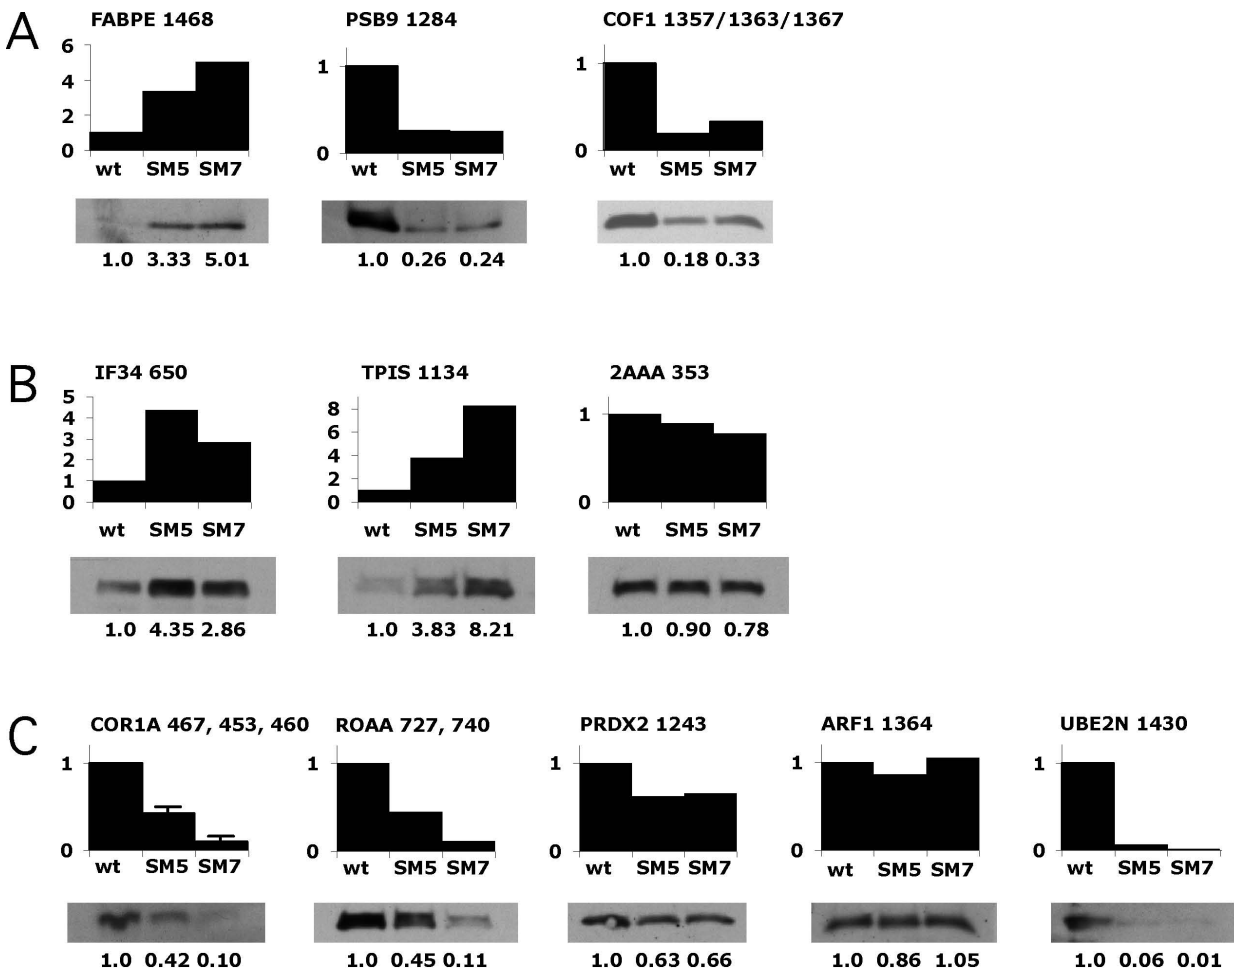 A
FABPE 1468 PSB9 1284 COF1 1357/1363/1367
6
4
2
0
1
0
1
0
wt SM5 SM7 wt SM5 SM7 wt SM5 SM7
1.0 3.33 5.01 1.0 0.26 0.24 1.0 0.18 0.33
B
IF34 650 TPIS 1134 2AAA 353
5
4
3
2
1
0
8
6
4
2
0
1
0
wt SM5 SM7 wt SM5 SM7 wt SM5 SM7
1.0 4.35 2.86 1.0 3.83 8.21 1.0 0.90 0.78
C
COR1A 467, 453, 460 ROAA 727, 740 PRDX2 1243 ARF1 1364 UBE2N 1430
1
0
1
0
1
0
1
0
1
0
wt SM5 SM7 wt SM5 SM7 wt SM5 SM7 wt SM5 SM7 wt SM5 SM7
1.0 0.42 0.10 1.0 0.45 0.11 1.0 0.63 0.66 1.0 0.86 1.05 1.0 0.06 0.01